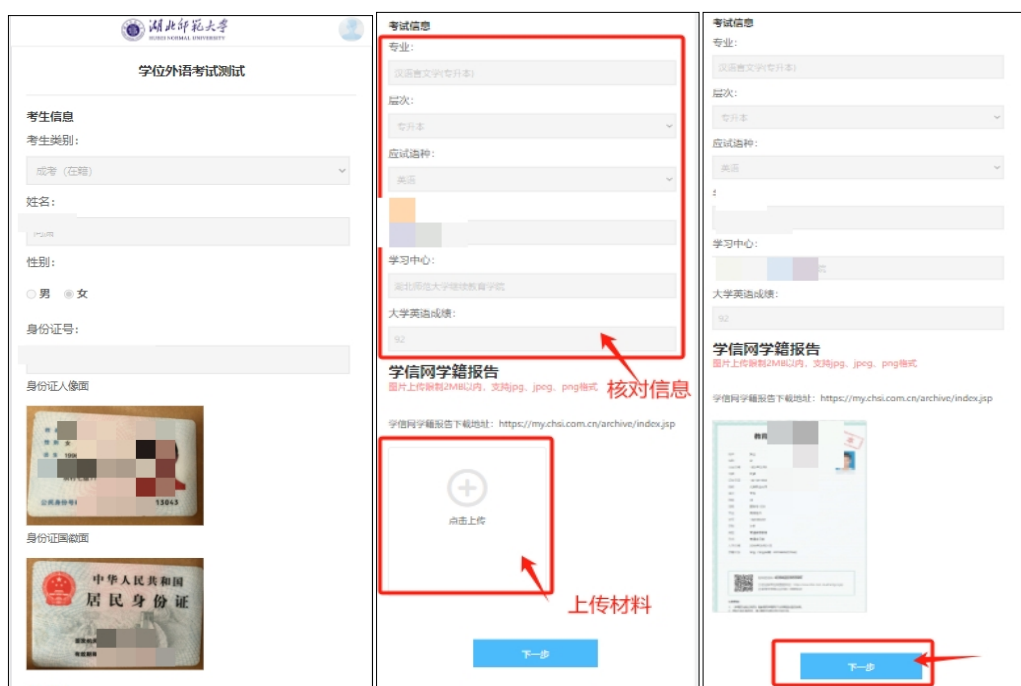 湖北师范大学
HUBEI NORMAL UNIVERSITY
学位外语考试测试
考生信息
考生类别：
成考（在籍）
姓名：
性别：
男 女
身份证号：
身份证人像面
公民身份号
13043
身份证国徽面
中华人民共和国
居民身份证
考试信息
专业：
汉语言文学(专升本)
层次：
专升本
应试语种：
英语
学习中心：
湖北师范大学继续教育学院
大学英语成绩：
92
核对信息
学信网学籍报告
图片上传限制2MB以内，支持jpg、jpeg、png格式
学信网学籍报告下载地址：https://my.chsi.com.cn/archive/index.jsp
点击上传
上传材料
下一步
考试信息
专业：
汉语言文学(专升本)
层次：
专升本
应试语种：
英语
学习中心：
院
大学英语成绩：
92
学信网学籍报告
图片上传限制2MB以内，支持jpg、jpeg、png格式
学信网学籍报告下载地址：https://my.chsi.com.cn/archive/index.jsp
教育
下一步